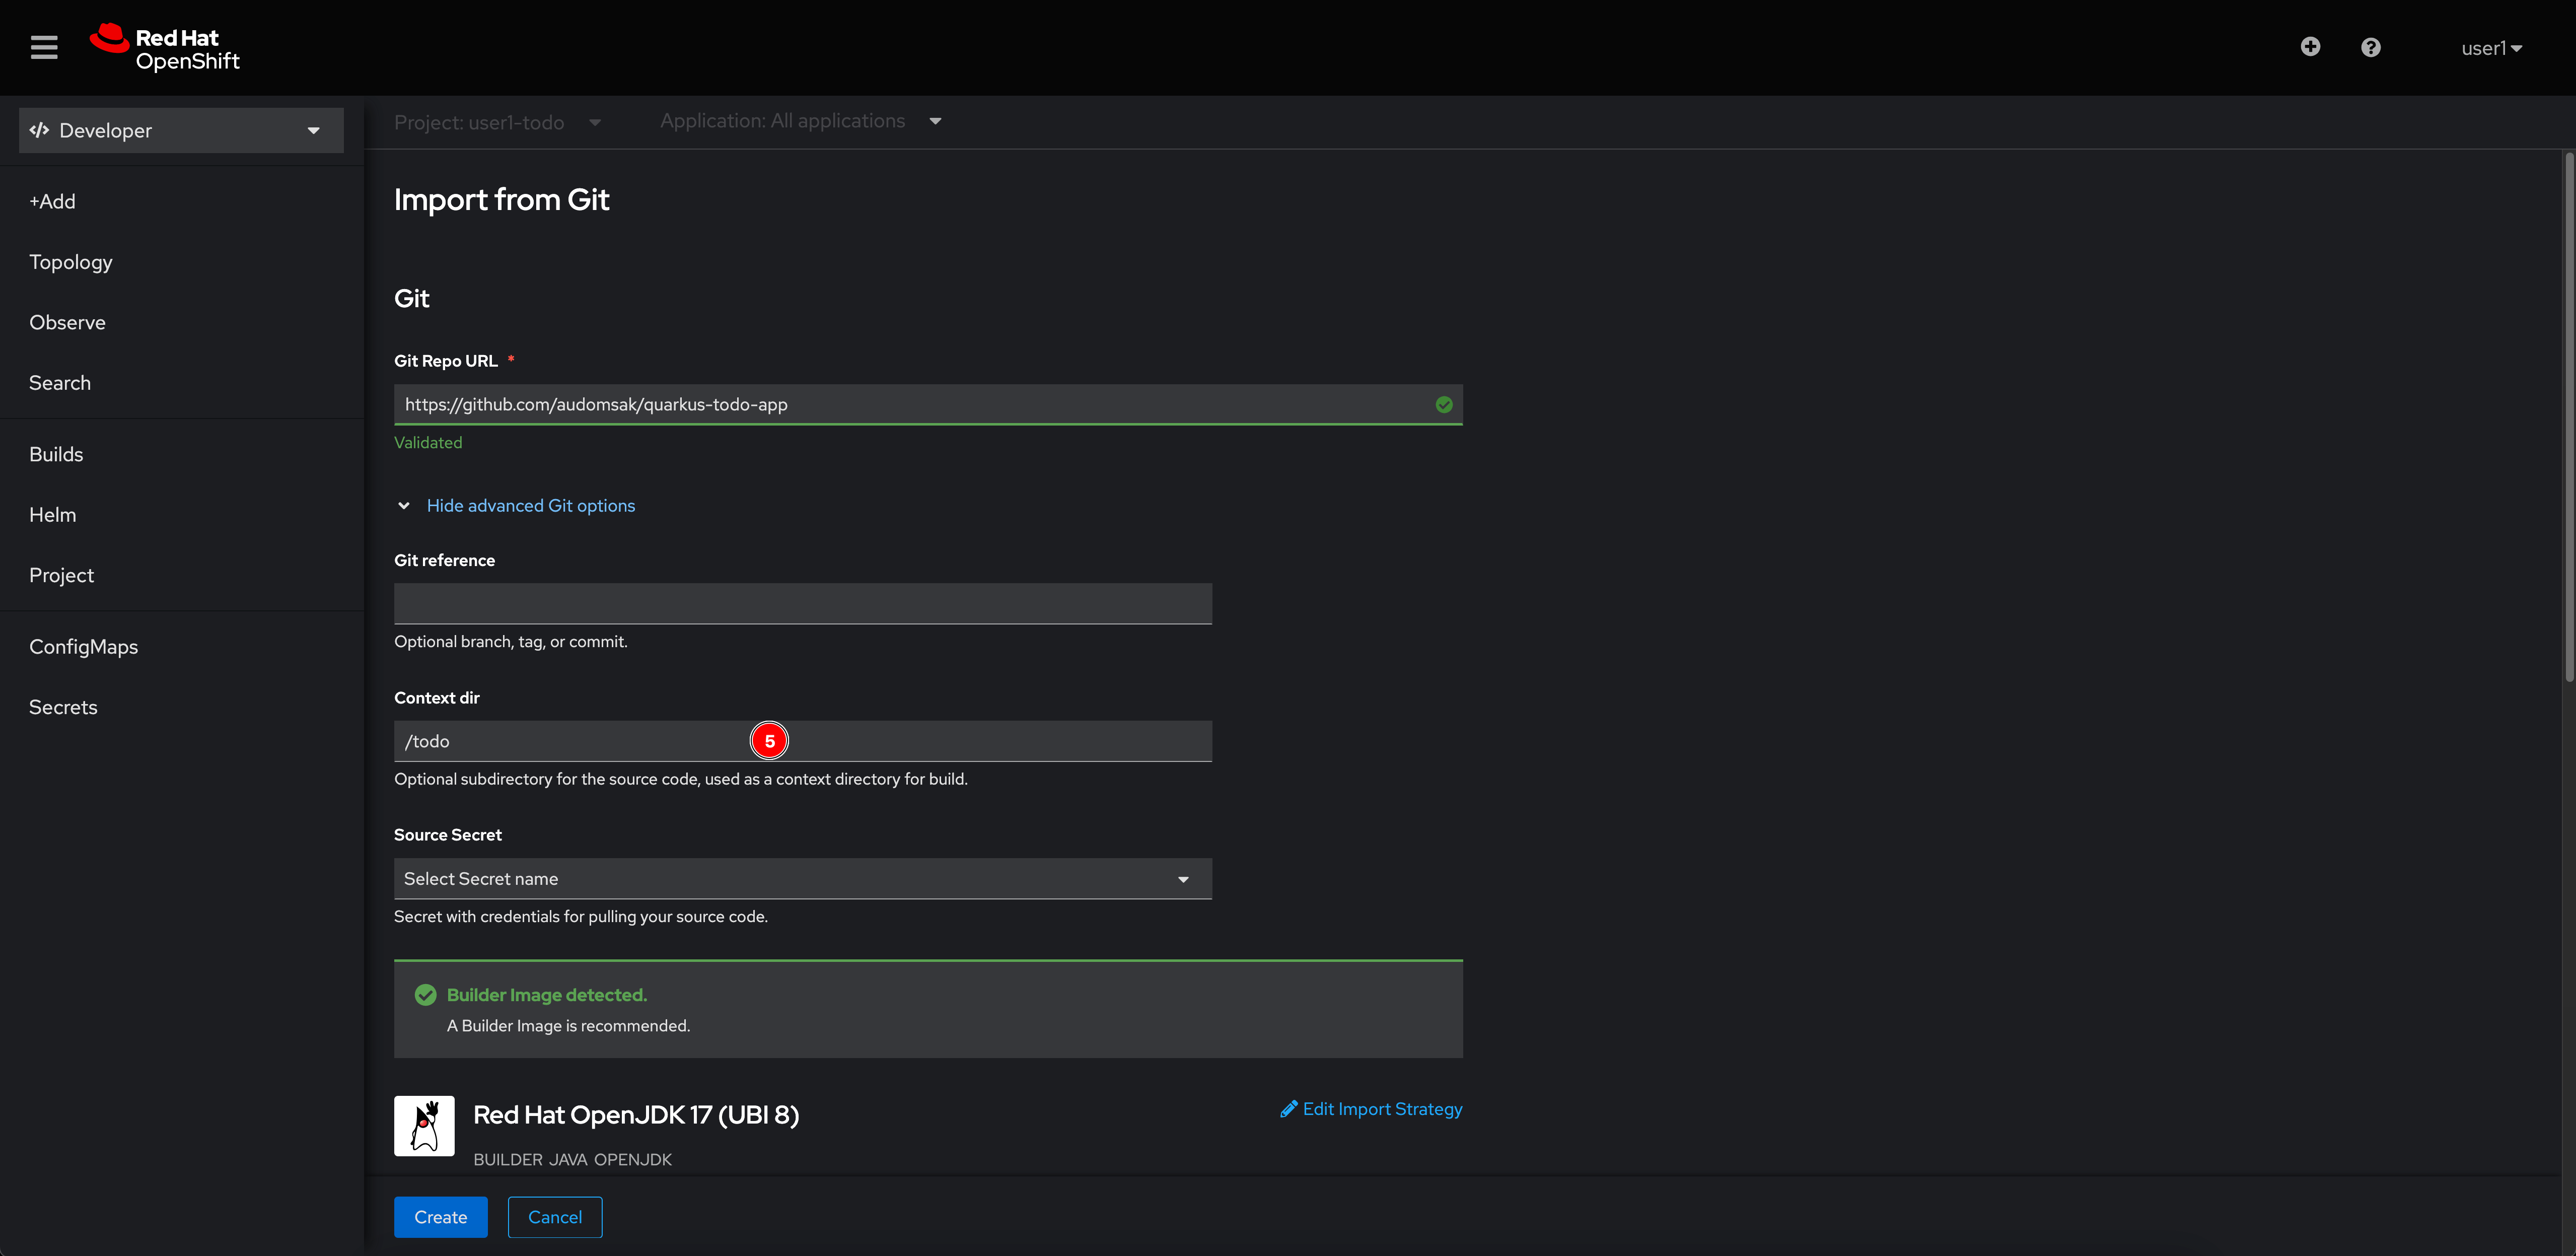 Red Hat
OpenShift
user1
Developer
Project: user1-todo
Application: All applications
+Add
Topology
Observe
Search
Builds
Helm
Project
ConfigMaps
Secrets
Import from Git
Git
Git Repo URL *
https://github.com/audomsak/quarkus-todo-app
Validated
Hide advanced Git options
Git reference
Optional branch, tag, or commit.
Context dir
/todo
5
Optional subdirectory for the source code, used as a context directory for build.
Source Secret
Select Secret name
Secret with credentials for pulling your source code.
Builder Image detected.
A Builder Image is recommended.
Red Hat OpenJDK 17 (UBI 8)
Edit Import Strategy
BUILDER JAVA OPENJDK
Create
Cancel